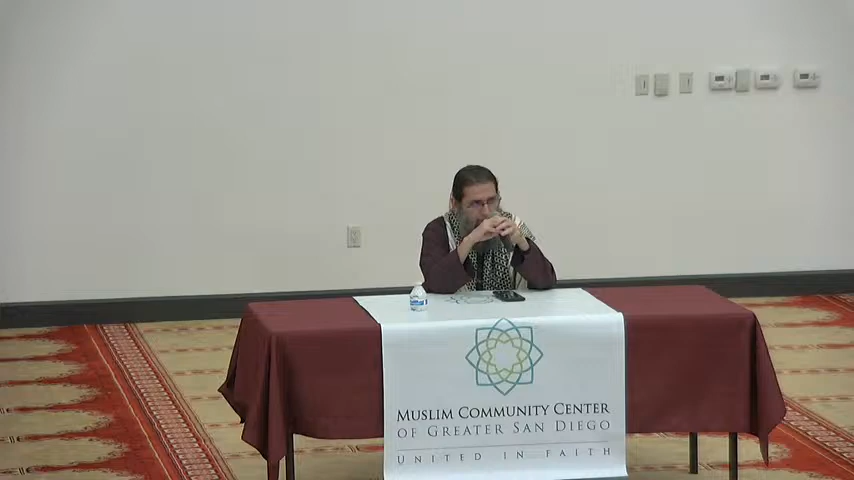 MUSLIM COMMUNITY CENTER
OF GREATER SAN DIEGO
UNITED IN FAITH